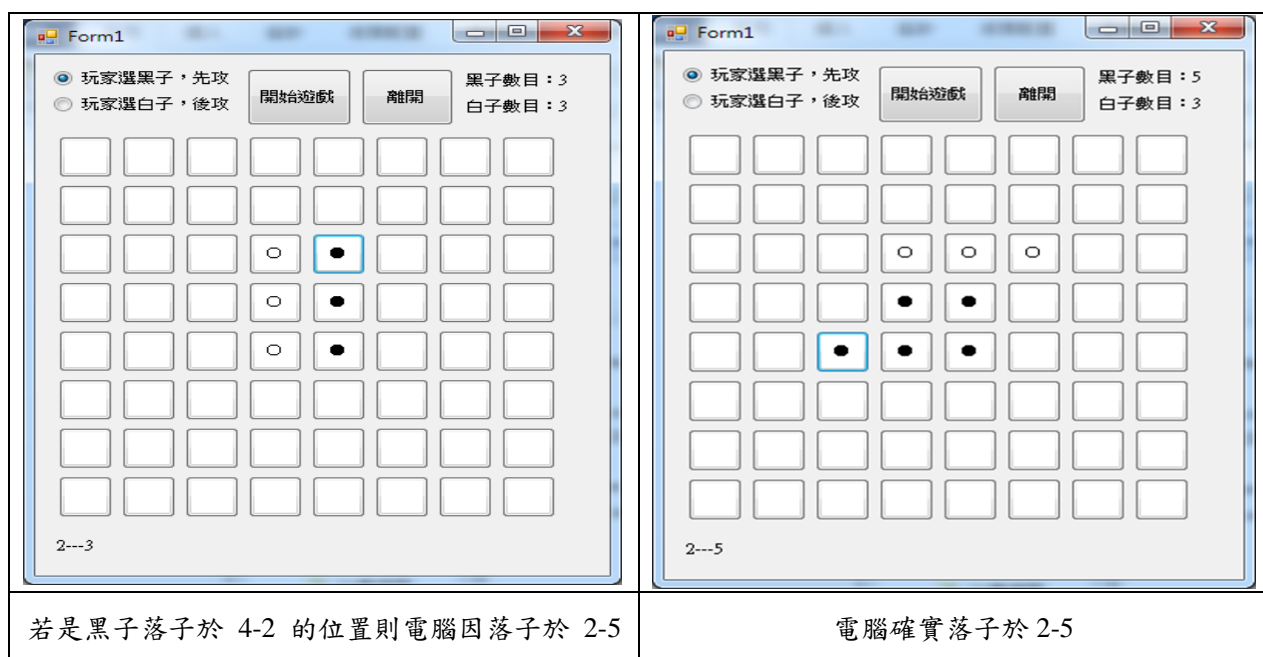 Form1
玩家選黑子，先攻
玩家選白子，後攻
開始遊戲
離開
黑子數目：3
白子數目：3
2---3
Form1
玩家選黑子，先攻
玩家選白子，後攻
開始遊戲
離開
黑子數目：5
白子數目：3
2---5
若是黑子落子於 4-2 的位置則電腦因落子於 2-5
電腦確實落子於 2-5